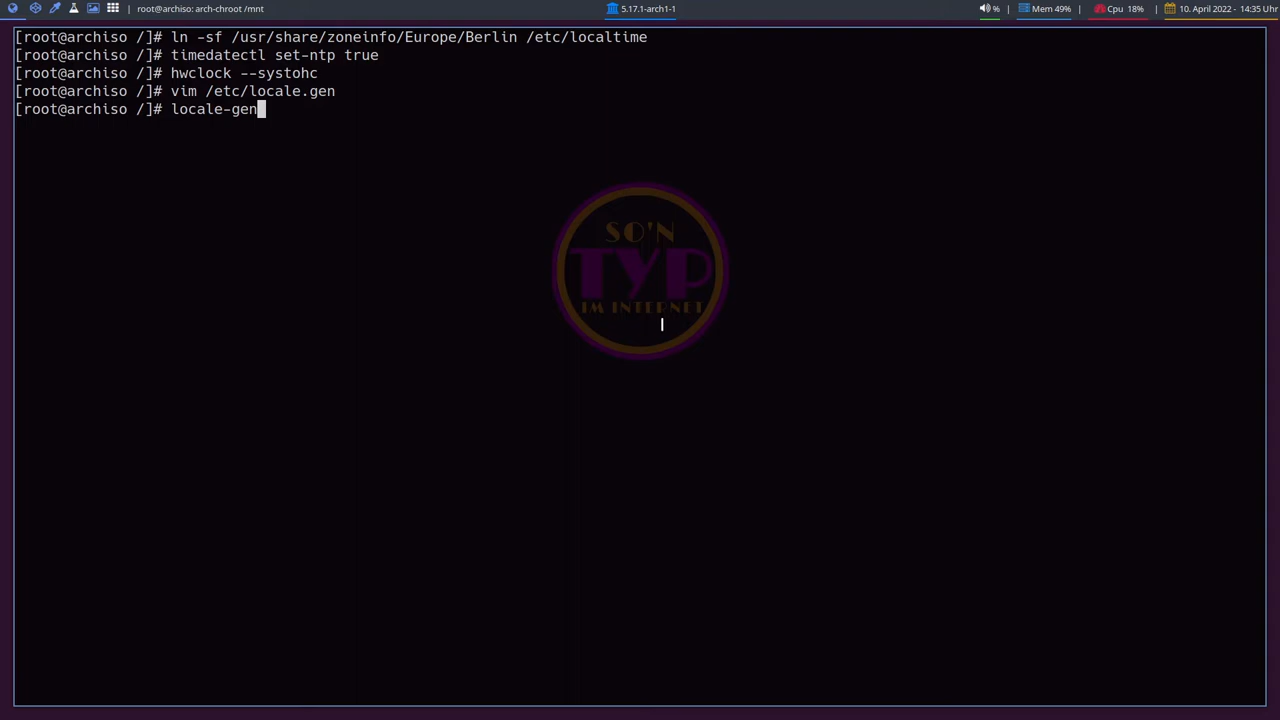 root@archiso: arch-chroot /mnt
5.17.1-arch1-1
% | Mem 49% | Cpu 18% | 10. April 2022 - 14:35 Uhr
[root@archiso /]# ln -sf /usr/share/zoneinfo/Europe/Berlin /etc/localtime
[root@archiso /]# timedatectl set-ntp true
[root@archiso /]# hwclock --systohc
[root@archiso /]# vim /etc/locale.gen
[root@archiso /]# locale-gen
SO'N
TYP
IM INTERNET